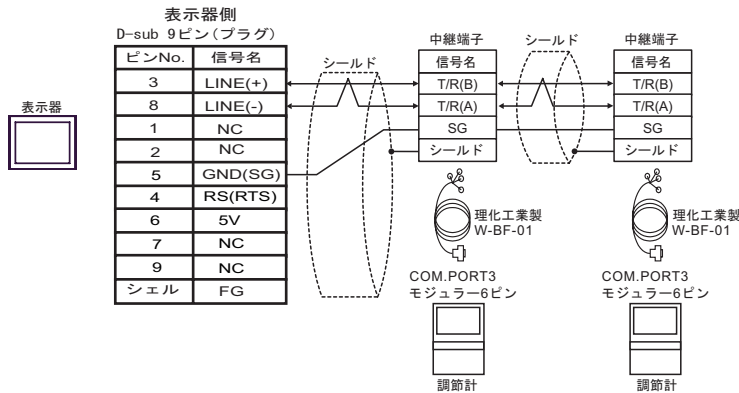 表示器側
D-sub 9ピン(プラグ)
ピンNo. 信号名
3 LINE(+)
8 LINE(-)
1 NC
2 NC
5 GND(SG)
4 RS(RTS)
6 5V
7 NC
9 NC
シェル FG
表示器
シールド
中継端子
信号名
T/R(B)
T/R(A)
SG
シールド
シールド
中継端子
信号名
T/R(B)
T/R(A)
SG
シールド
理化工業製
W-BF-01
COM.PORT3
モジュラー6ピン
調節計
理化工業製
W-BF-01
COM.PORT3
モジュラー6ピン
調節計